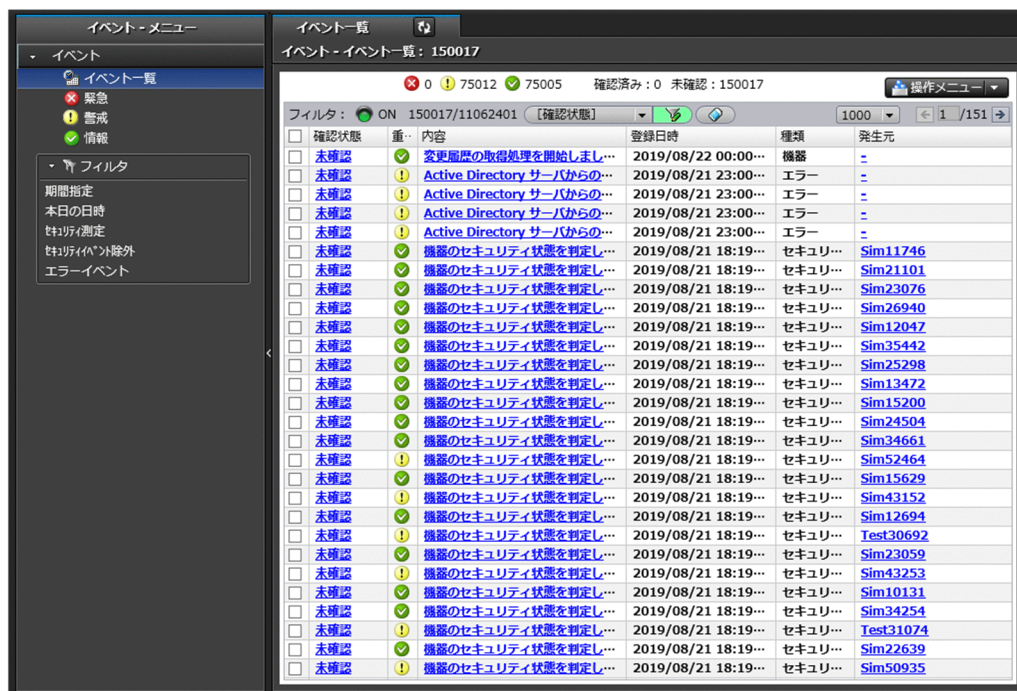 イベント - メニュー
イベント
イベント一覧
緊急
警戒
情報
フィルタ
期間指定
本日の日時
ｾｷｭﾘﾃｨ測定
ｾｷｭﾘﾃｨｲﾍﾞﾝﾄ除外
エラーイベント
イベント一覧
イベント - イベント一覧 : 150017
0 75012 75005 確認済み : 0 未確認 : 150017
操作メニュー
フィルタ : ON 150017/11062401 [確認状態] 1000 1 /151
確認状態 重… 内容 登録日時 種類 発生元
未確認 変更履歴の取得処理を開始しまし… 2019/08/22 00:00… 機器 -
未確認 Active Directory サーバからの… 2019/08/21 23:00… エラー -
未確認 Active Directory サーバからの… 2019/08/21 23:00… エラー -
未確認 Active Directory サーバからの… 2019/08/21 23:00… エラー -
未確認 Active Directory サーバからの… 2019/08/21 23:00… エラー -
未確認 機器のセキュリティ状態を判定し… 2019/08/21 18:19… セキュリ… Sim11746
未確認 機器のセキュリティ状態を判定し… 2019/08/21 18:19… セキュリ… Sim21101
未確認 機器のセキュリティ状態を判定し… 2019/08/21 18:19… セキュリ… Sim23076
未確認 機器のセキュリティ状態を判定し… 2019/08/21 18:19… セキュリ… Sim26940
未確認 機器のセキュリティ状態を判定し… 2019/08/21 18:19… セキュリ… Sim12047
未確認 機器のセキュリティ状態を判定し… 2019/08/21 18:19… セキュリ… Sim35442
未確認 機器のセキュリティ状態を判定し… 2019/08/21 18:19… セキュリ… Sim25298
未確認 機器のセキュリティ状態を判定し… 2019/08/21 18:19… セキュリ… Sim13472
未確認 機器のセキュリティ状態を判定し… 2019/08/21 18:19… セキュリ… Sim15200
未確認 機器のセキュリティ状態を判定し… 2019/08/21 18:19… セキュリ… Sim24504
未確認 機器のセキュリティ状態を判定し… 2019/08/21 18:19… セキュリ… Sim34661
未確認 機器のセキュリティ状態を判定し… 2019/08/21 18:19… セキュリ… Sim52464
未確認 機器のセキュリティ状態を判定し… 2019/08/21 18:19… セキュリ… Sim15629
未確認 機器のセキュリティ状態を判定し… 2019/08/21 18:19… セキュリ… Sim43152
未確認 機器のセキュリティ状態を判定し… 2019/08/21 18:19… セキュリ… Sim12694
未確認 機器のセキュリティ状態を判定し… 2019/08/21 18:19… セキュリ… Test30692
未確認 機器のセキュリティ状態を判定し… 2019/08/21 18:19… セキュリ… Sim23059
未確認 機器のセキュリティ状態を判定し… 2019/08/21 18:19… セキュリ… Sim43253
未確認 機器のセキュリティ状態を判定し… 2019/08/21 18:19… セキュリ… Sim10131
未確認 機器のセキュリティ状態を判定し… 2019/08/21 18:19… セキュリ… Sim34254
未確認 機器のセキュリティ状態を判定し… 2019/08/21 18:19… セキュリ… Test31074
未確認 機器のセキュリティ状態を判定し… 2019/08/21 18:19… セキュリ… Sim22639
未確認 機器のセキュリティ状態を判定し… 2019/08/21 18:19… セキュリ… Sim50935